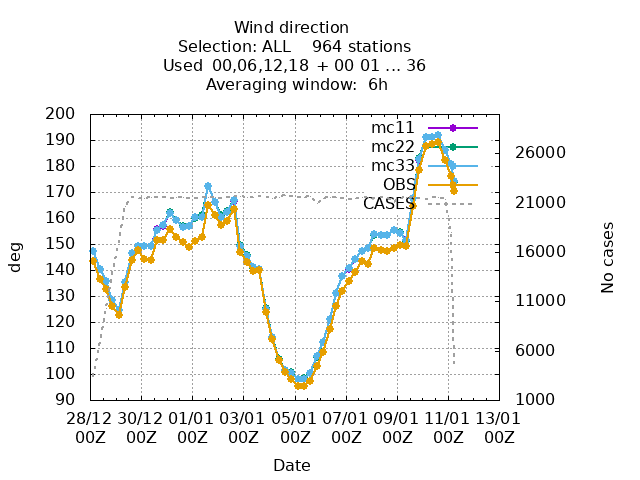 Wind direction
Selection: ALL    964 stations
Used  00,06,12,18 + 00 01 ... 36
Averaging window:  6h
200
190
180
170
160
150
140
130
120
110
100
90
deg
mc11
mc22
mc33
OBS
CASES
26000
21000
16000
11000
6000
1000
No cases
28/12 30/12 01/01 03/01 05/01 07/01 09/01 11/01 13/01
00Z 00Z 00Z 00Z 00Z 00Z 00Z 00Z 00Z
Date